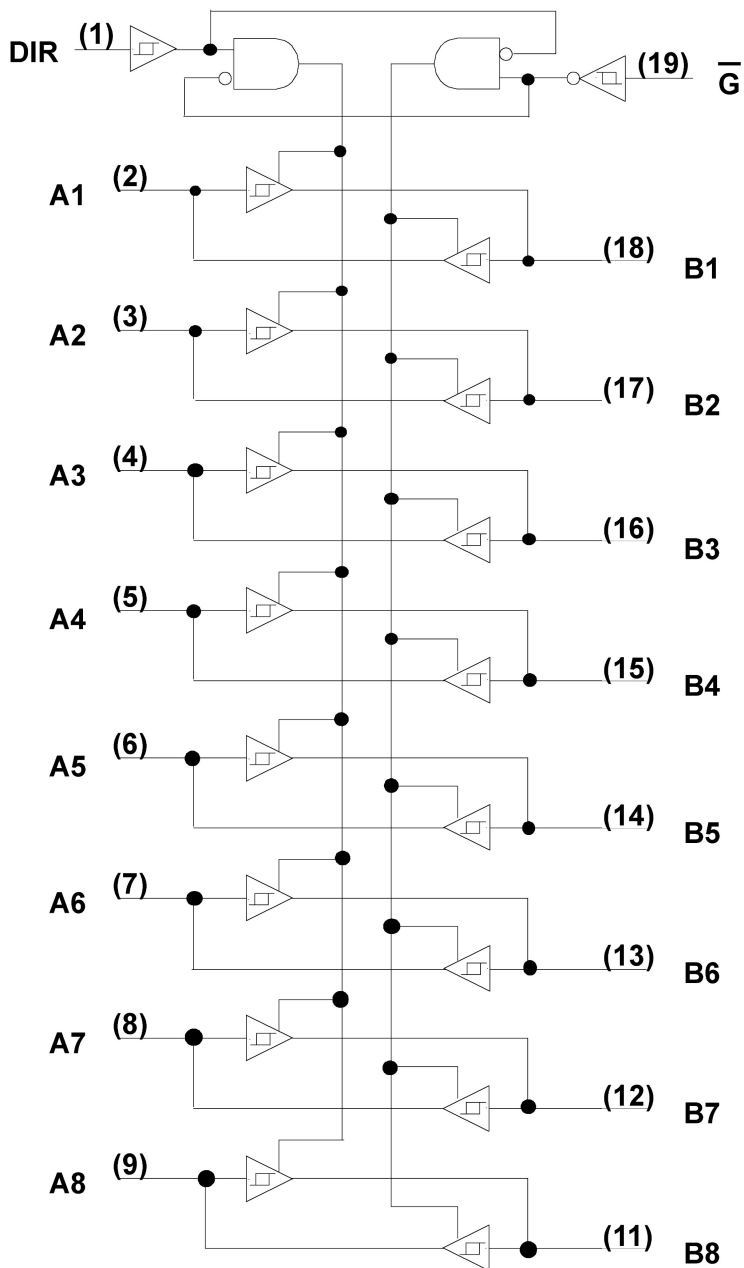 DIR (1) (19) G̅
A1 (2) (18) B1
A2 (3) (17) B2
A3 (4) (16) B3
A4 (5) (15) B4
A5 (6) (14) B5
A6 (7) (13) B6
A7 (8) (12) B7
A8 (9) (11) B8